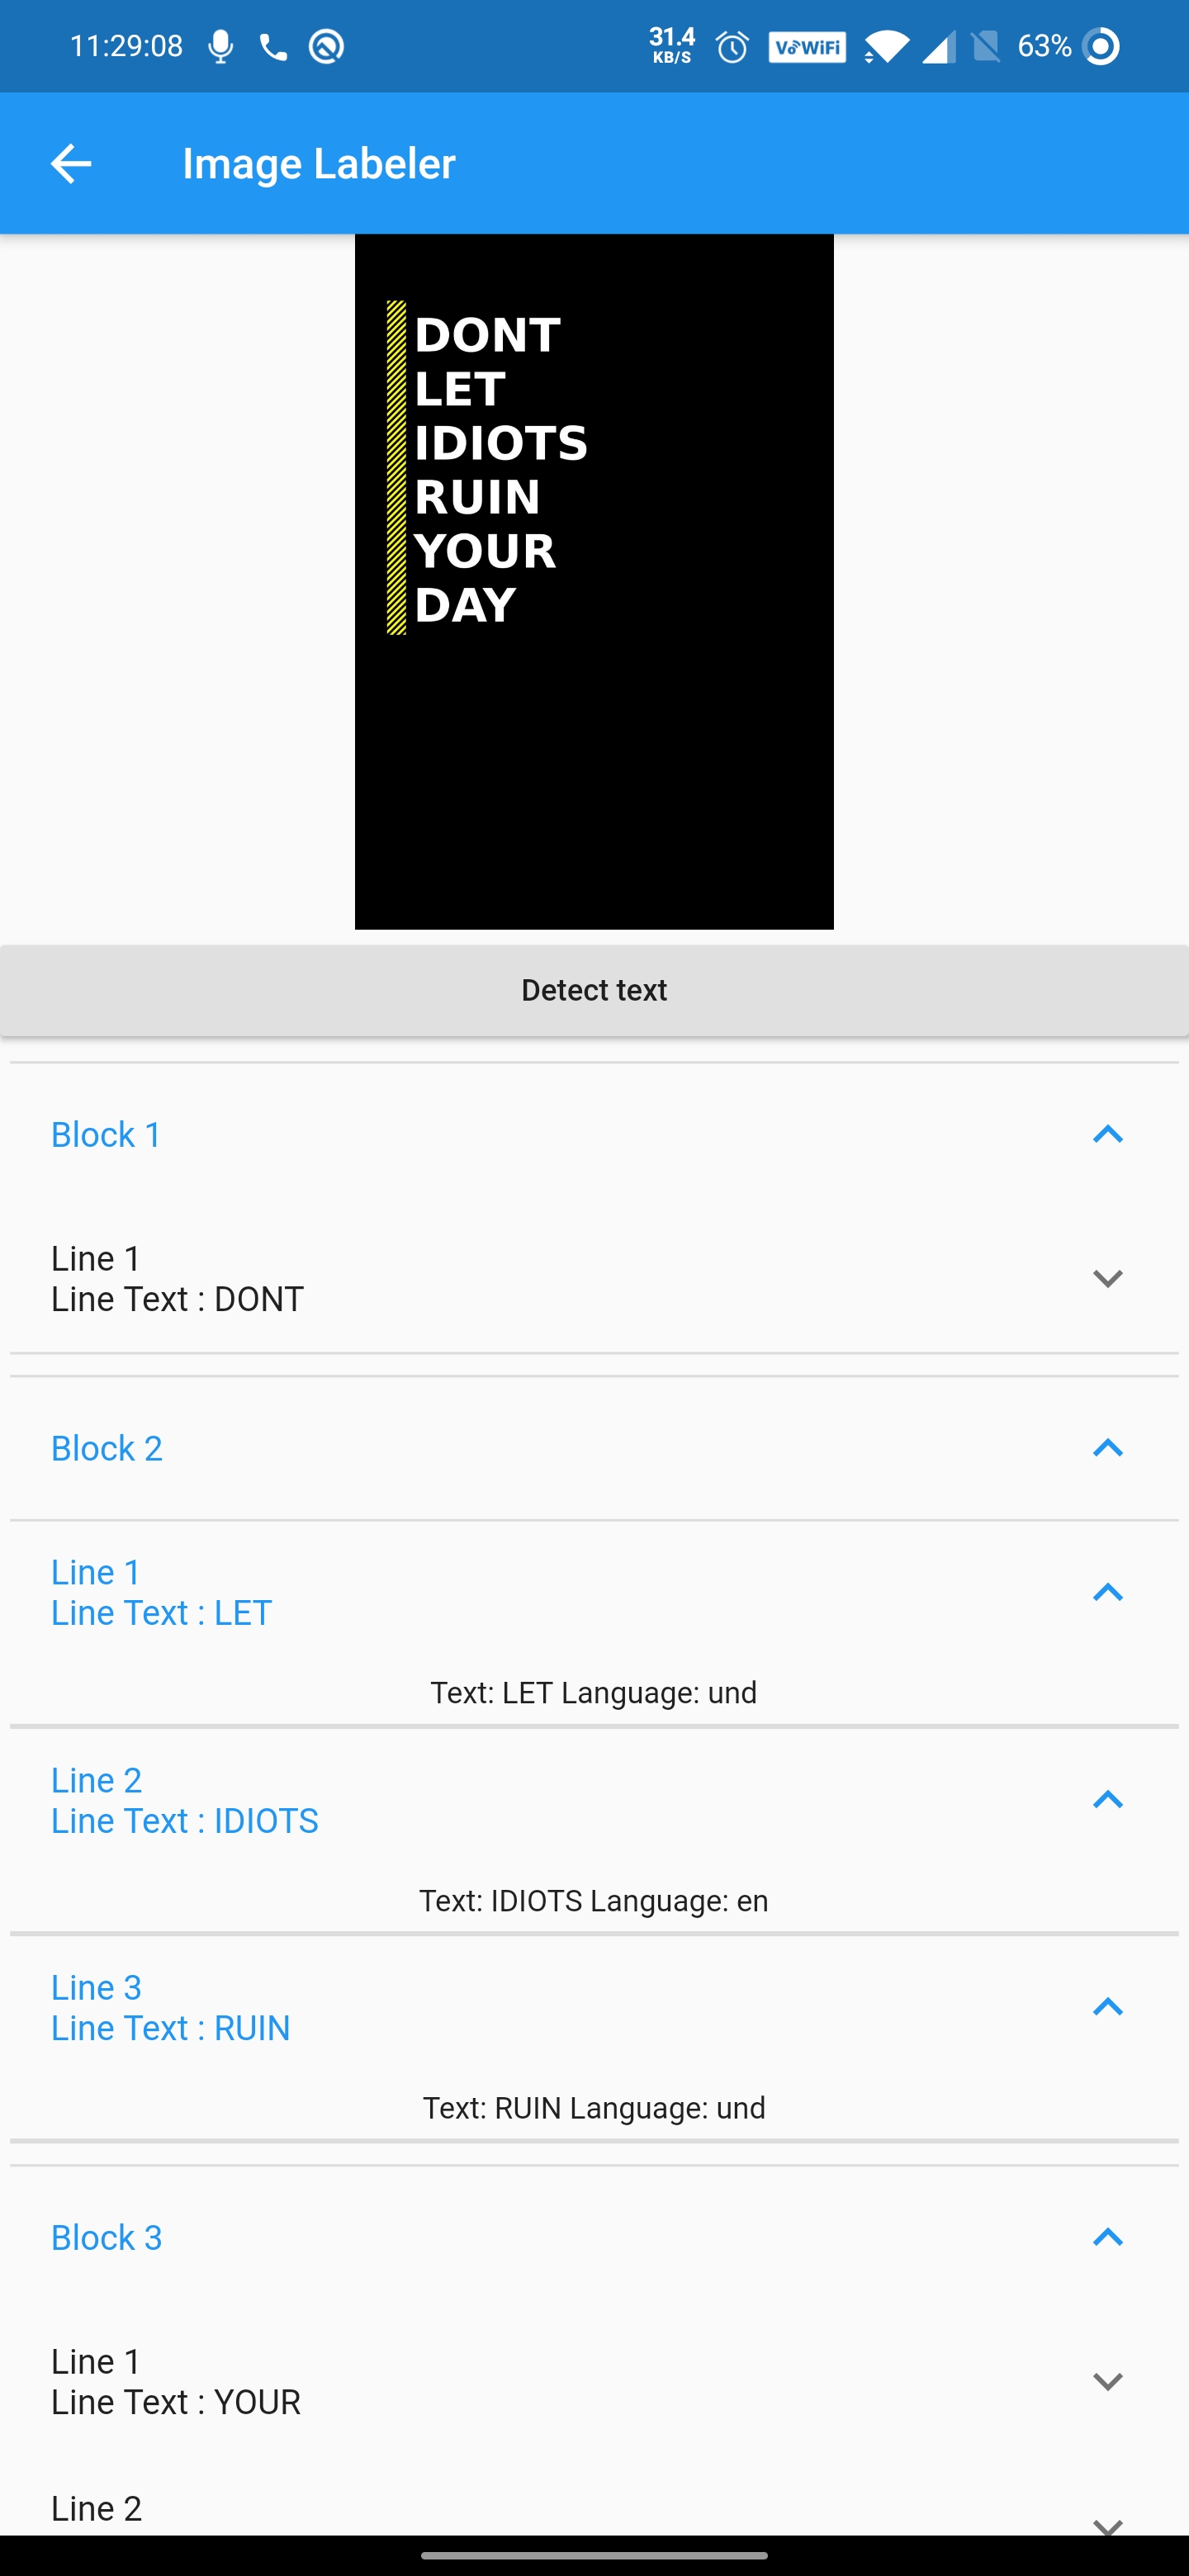 11:29:08 31.4 KB/S VoWiFi 63%
Image Labeler
DONT
LET
IDIOTS
RUIN
YOUR
DAY
Detect text
Block 1
Line 1
Line Text : DONT
Block 2
Line 1
Line Text : LET
Text: LET Language: und
Line 2
Line Text : IDIOTS
Text: IDIOTS Language: en
Line 3
Line Text : RUIN
Text: RUIN Language: und
Block 3
Line 1
Line Text : YOUR
Line 2